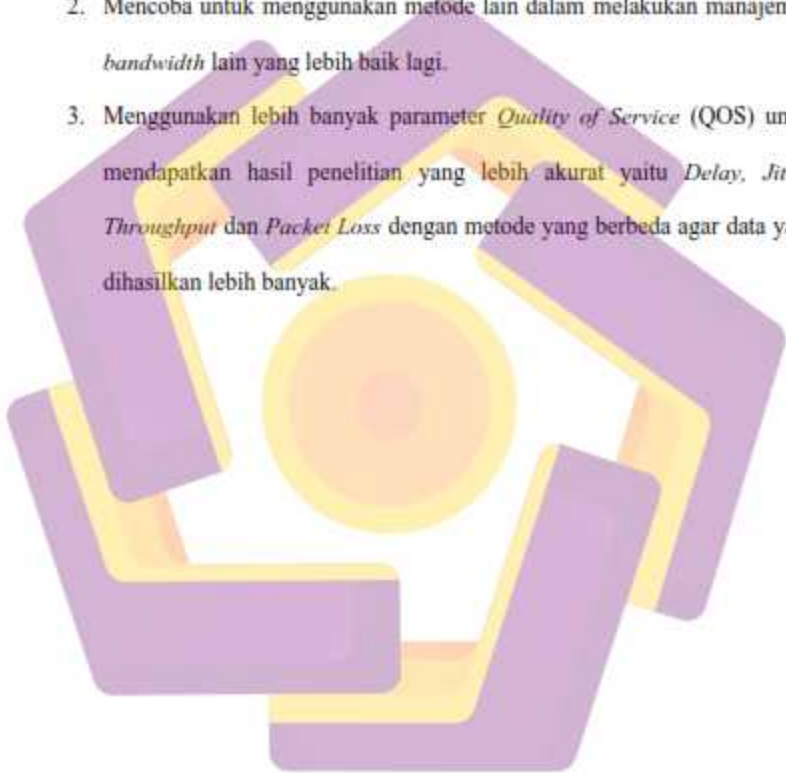 2. Mencoba untuk menggunakan metode lain dalam melakukan manajem
bandwidth lain yang lebih baik lagi.
3. Menggunakan lebih banyak parameter Quality of Service (QOS) un
mendapatkan hasil penelitian yang lebih akurat yaitu Delay, Jit
Throughput dan Packet Loss dengan metode yang berbeda agar data y
dihasilkan lebih banyak.